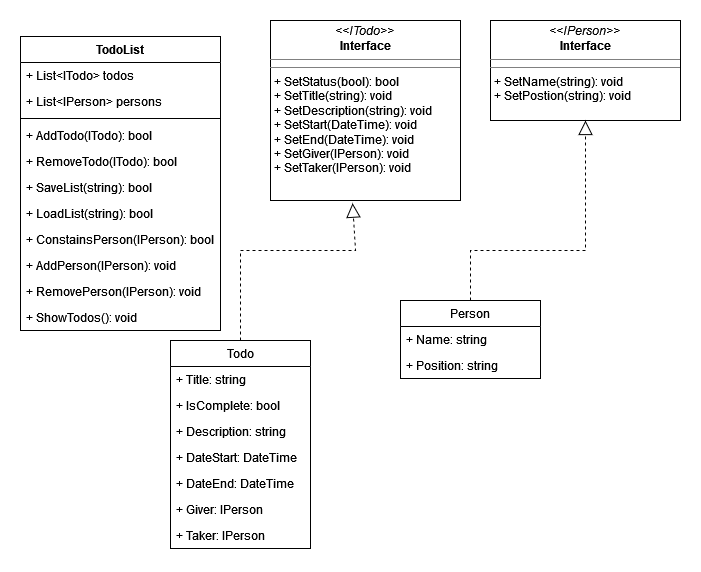 TodoList
+ List<ITodo> todos
+ List<IPerson> persons
+ AddTodo(ITodo): bool
+ RemoveTodo(ITodo): bool
+ SaveList(string): bool
+ LoadList(string): bool
+ ConstainsPerson(IPerson): bool
+ AddPerson(IPerson): void
+ RemovePerson(IPerson): void
+ ShowTodos(): void
<<ITodo>>
Interface
+ SetStatus(bool): bool
+ SetTitle(string): void
+ SetDescription(string): void
+ SetStart(DateTime): void
+ SetEnd(DateTime): void
+ SetGiver(IPerson): void
+ SetTaker(IPerson): void
<<IPerson>>
Interface
+ SetName(string): void
+ SetPostion(string): void
Todo
+ Title: string
+ IsComplete: bool
+ Description: string
+ DateStart: DateTime
+ DateEnd: DateTime
+ Giver: IPerson
+ Taker: IPerson
Person
+ Name: string
+ Position: string